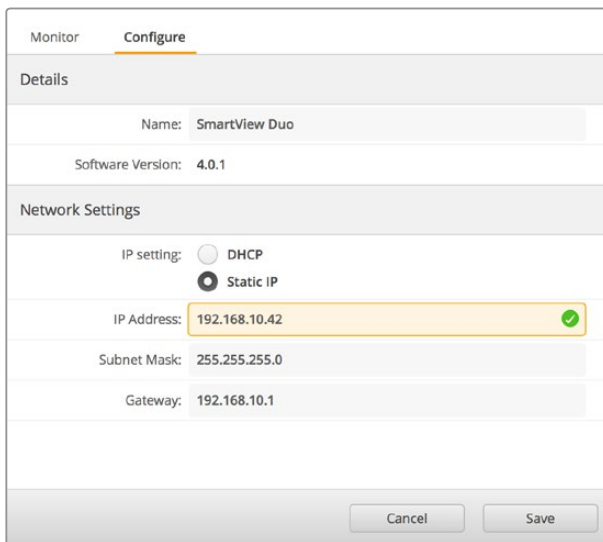 Monitor Configure
Details
Name: SmartView Duo
Software Version: 4.0.1
Network Settings
IP setting: DHCP
Static IP
IP Address: 192.168.10.42
Subnet Mask: 255.255.255.0
Gateway: 192.168.10.1
Cancel Save